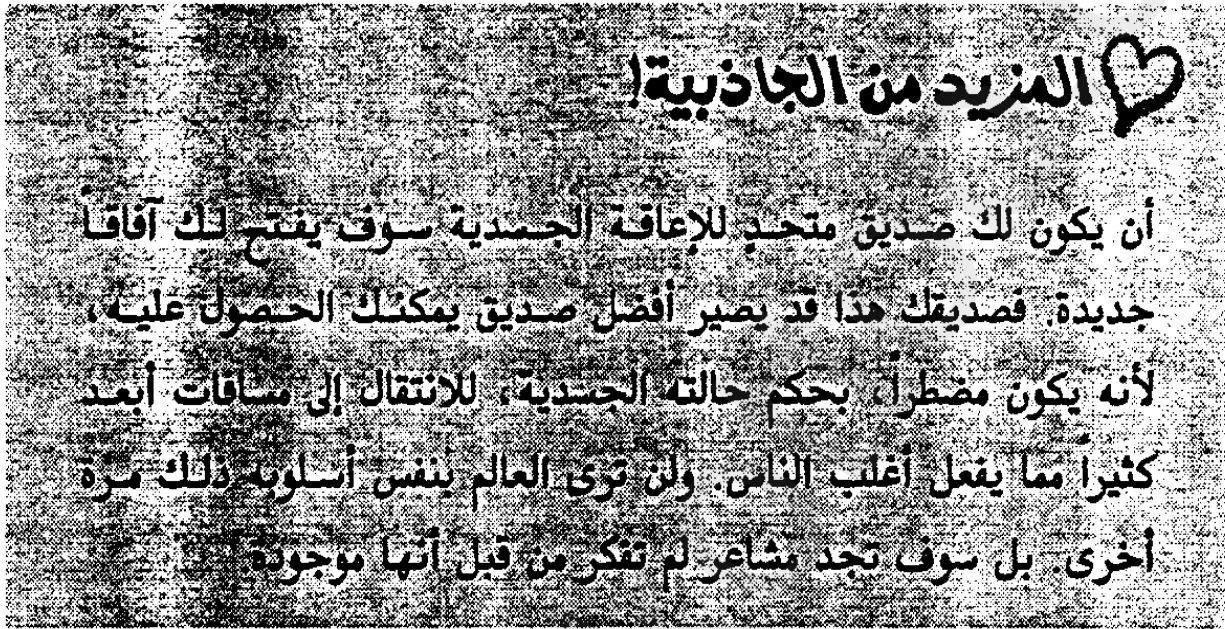 المزيد من الجاذبية!
أن يكون لك صديق متحدٍ للإعاقة الجسدية سوف يفتح لك آفاقاً
جديدة. فصديقك هذا قد يصير أفضل صديق يمكنك الحصول عليه،
لأنه يكون مضطراً، بحكم حالته الجسدية، للانتقال إلى مسافات أبعد
كثيراً مما يفعل أغلب الناس. ولن ترى العالم بنفس أسلوبه ذلك مرة
أخرى. بل سوف تجد مشاعر لم تفكر من قبل أنها موجودة.